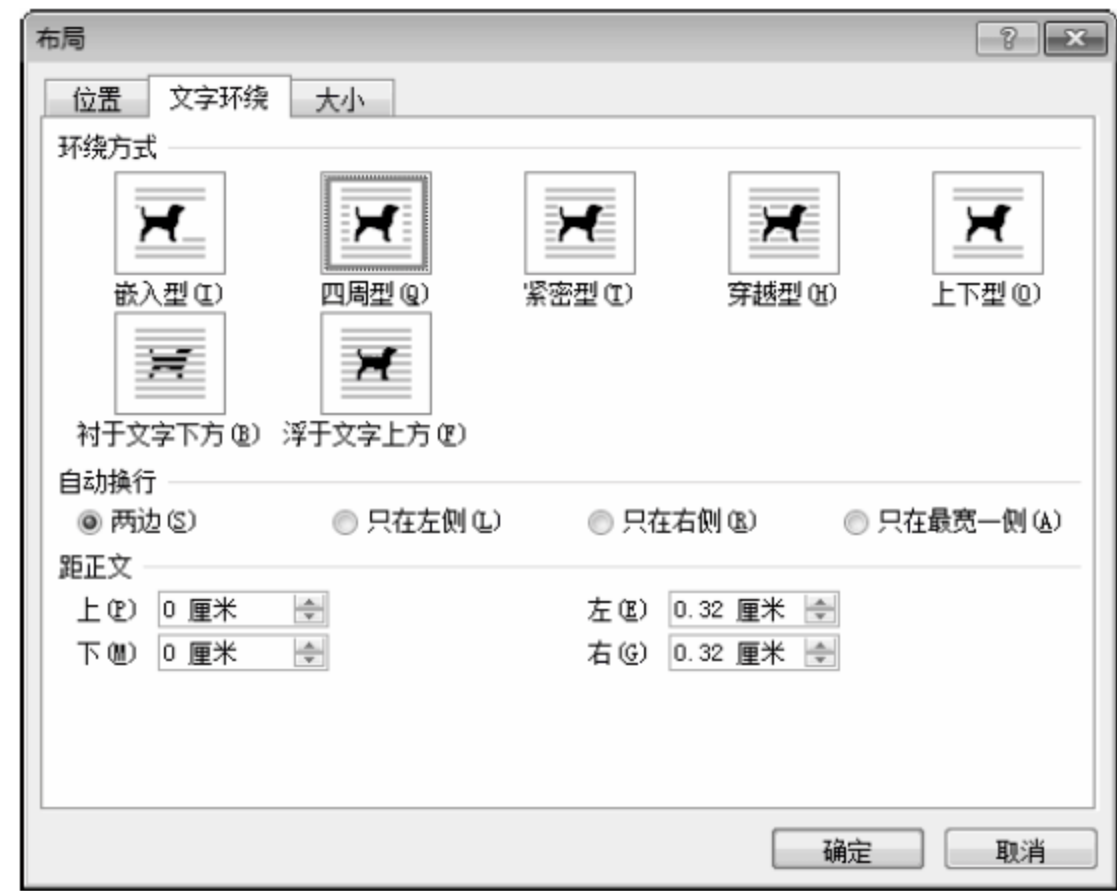 布局
位置 文字环绕 大小
环绕方式
嵌入型(I) 四周型(Q) 紧密型(T) 穿越型(H) 上下型(O)
衬于文字下方(B) 浮于文字上方(F)
自动换行
两边(S) 只在左侧(L) 只在右侧(R) 只在最宽一侧(A)
距正文
上(P) 0 厘米 左(E) 0.32 厘米
下(M) 0 厘米 右(G) 0.32 厘米
确定 取消